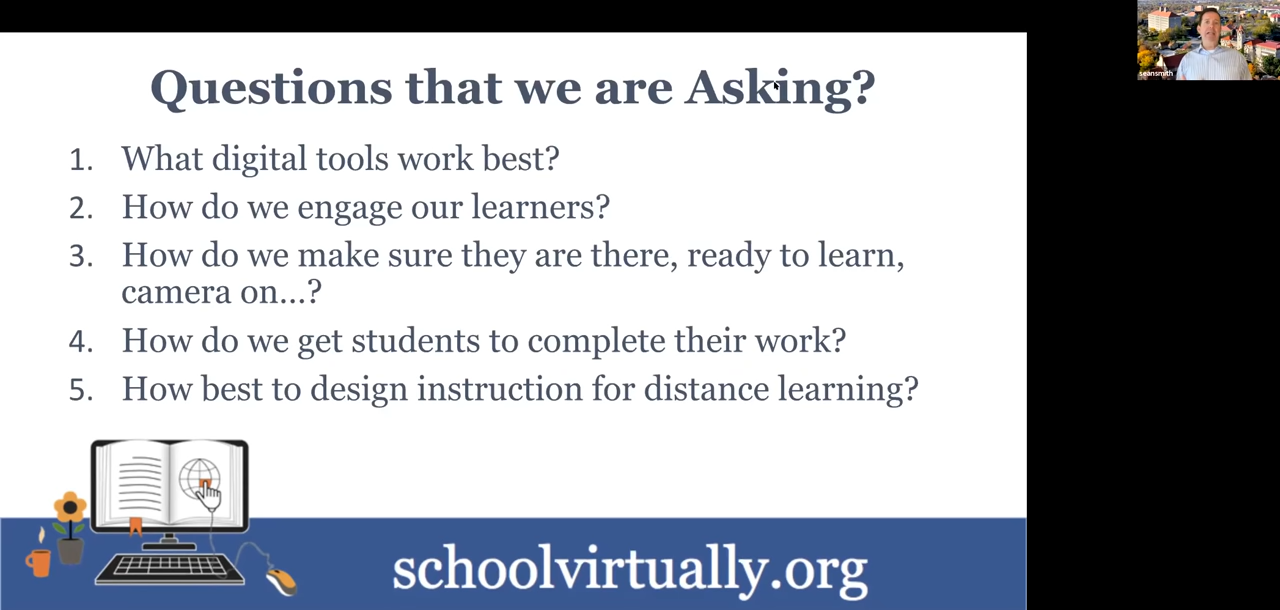 Questions that we are Asking?
1. What digital tools work best?
2. How do we engage our learners?
3. How do we make sure they are there, ready to learn,
camera on...?
4. How do we get students to complete their work?
5. How best to design instruction for distance learning?
schoolvirtually.org
seansmith